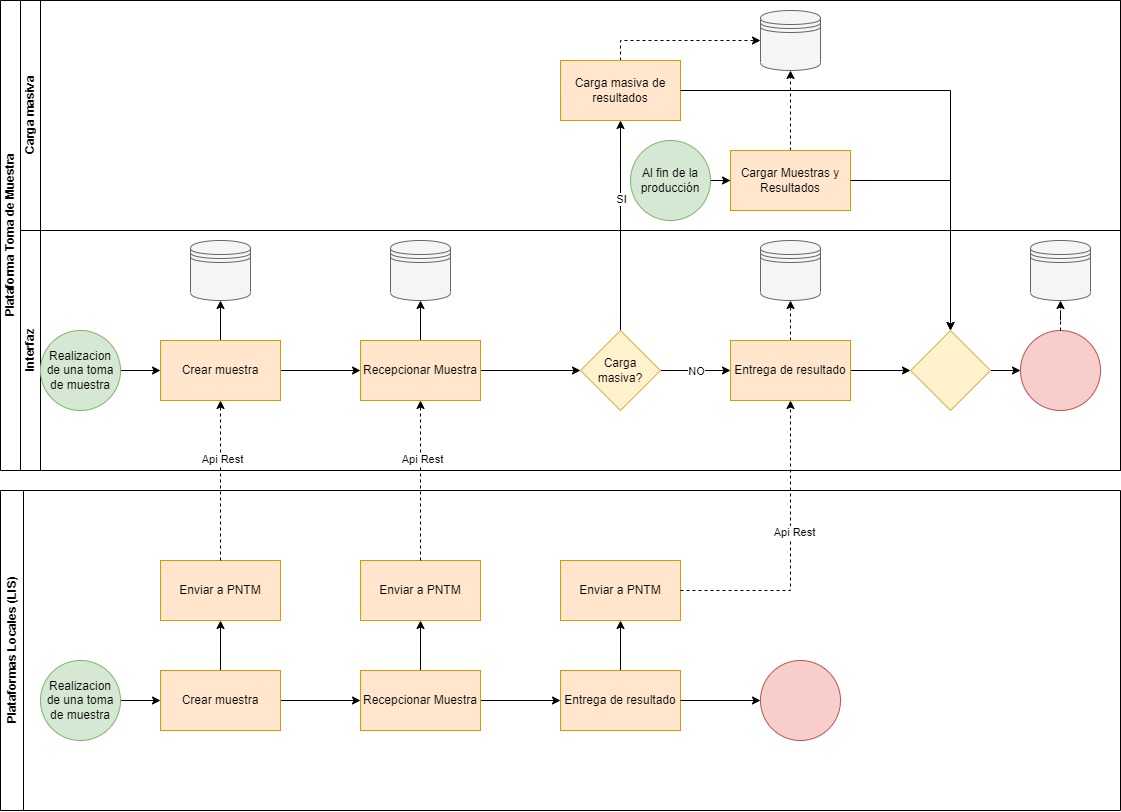 Plataforma Toma de Muestra
Carga masiva
Carga masiva de
resultados
Al fin de la
producción
Cargar Muestras y
Resultados
SI
Interfaz
Realizacion
de una toma
de muestra
Crear muestra
Recepcionar Muestra
Carga
masiva?
NO
Entrega de resultado
Api Rest
Api Rest
Api Rest
Plataformas Locales (LIS)
Enviar a PNTM
Enviar a PNTM
Enviar a PNTM
Realizacion
de una toma
de muestra
Crear muestra
Recepcionar Muestra
Entrega de resultado